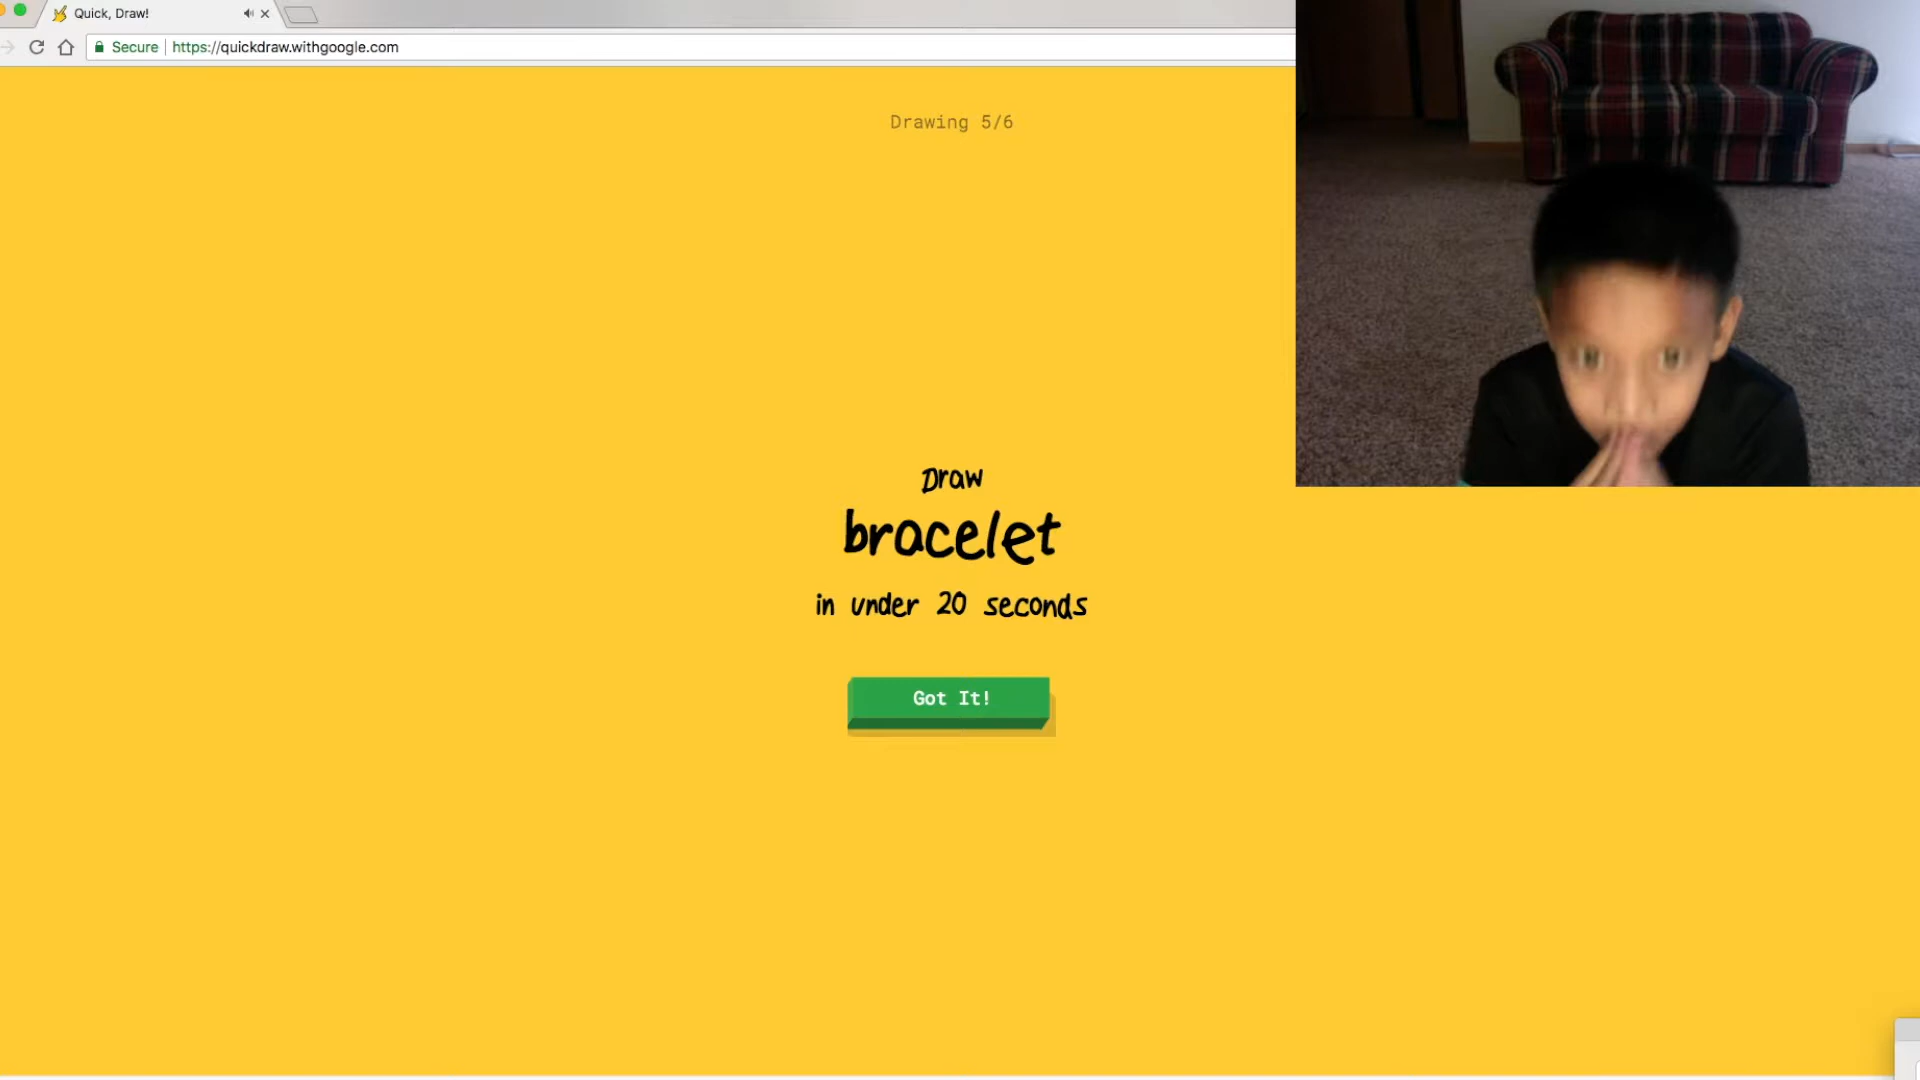 Quick, Draw!
Secure
https://quickdraw.withgoogle.com
Drawing 5/6
Draw
bracelet
in under 20 seconds
Got It!